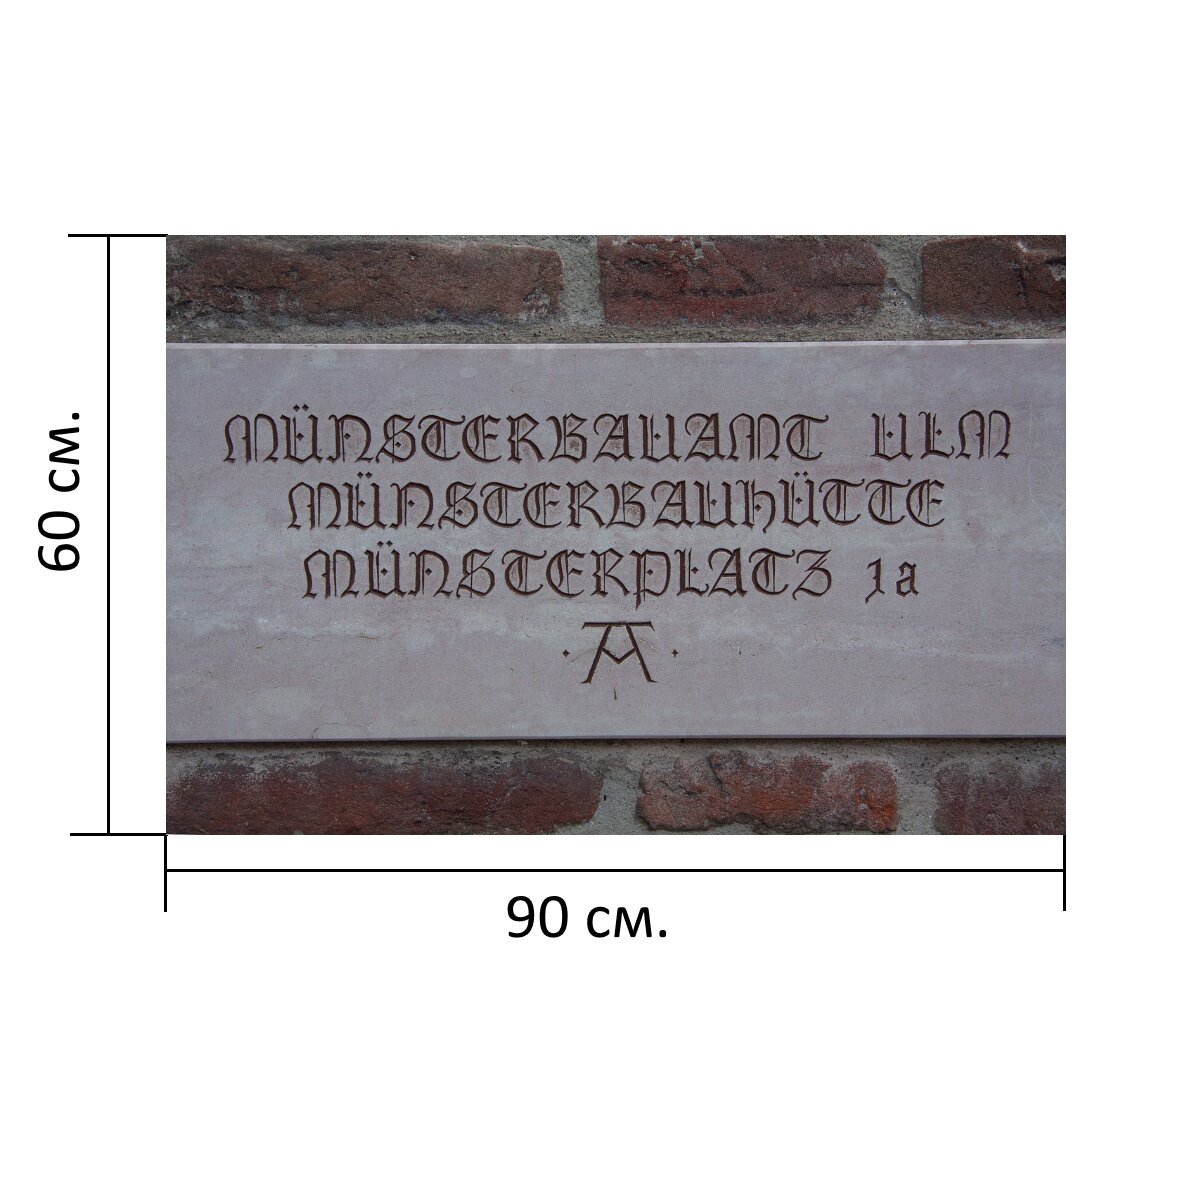 60 см.
MÜNSTERBAUAMT ULM
MÜNSTERBAUHÜTTE
MÜNSTERPLATZ 1a
A
90 см.